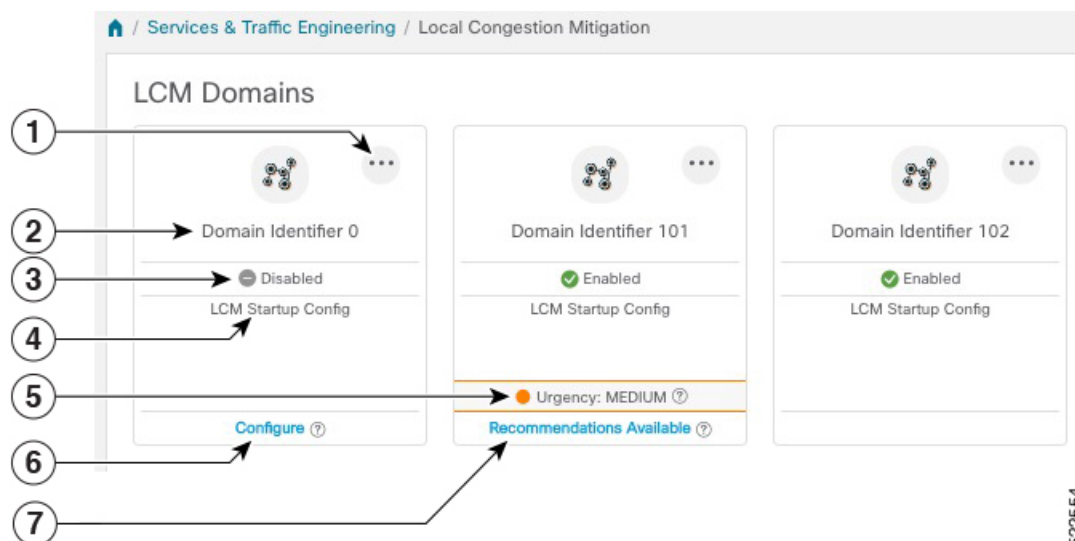 / Services & Traffic Engineering / Local Congestion Mitigation
LCM Domains
1
2
3
4
5
6
7
Domain Identifier 0
Disabled
LCM Startup Config
Configure ?
Domain Identifier 101
Enabled
LCM Startup Config
Urgency: MEDIUM ?
Recommendations Available ?
Domain Identifier 102
Enabled
LCM Startup Config